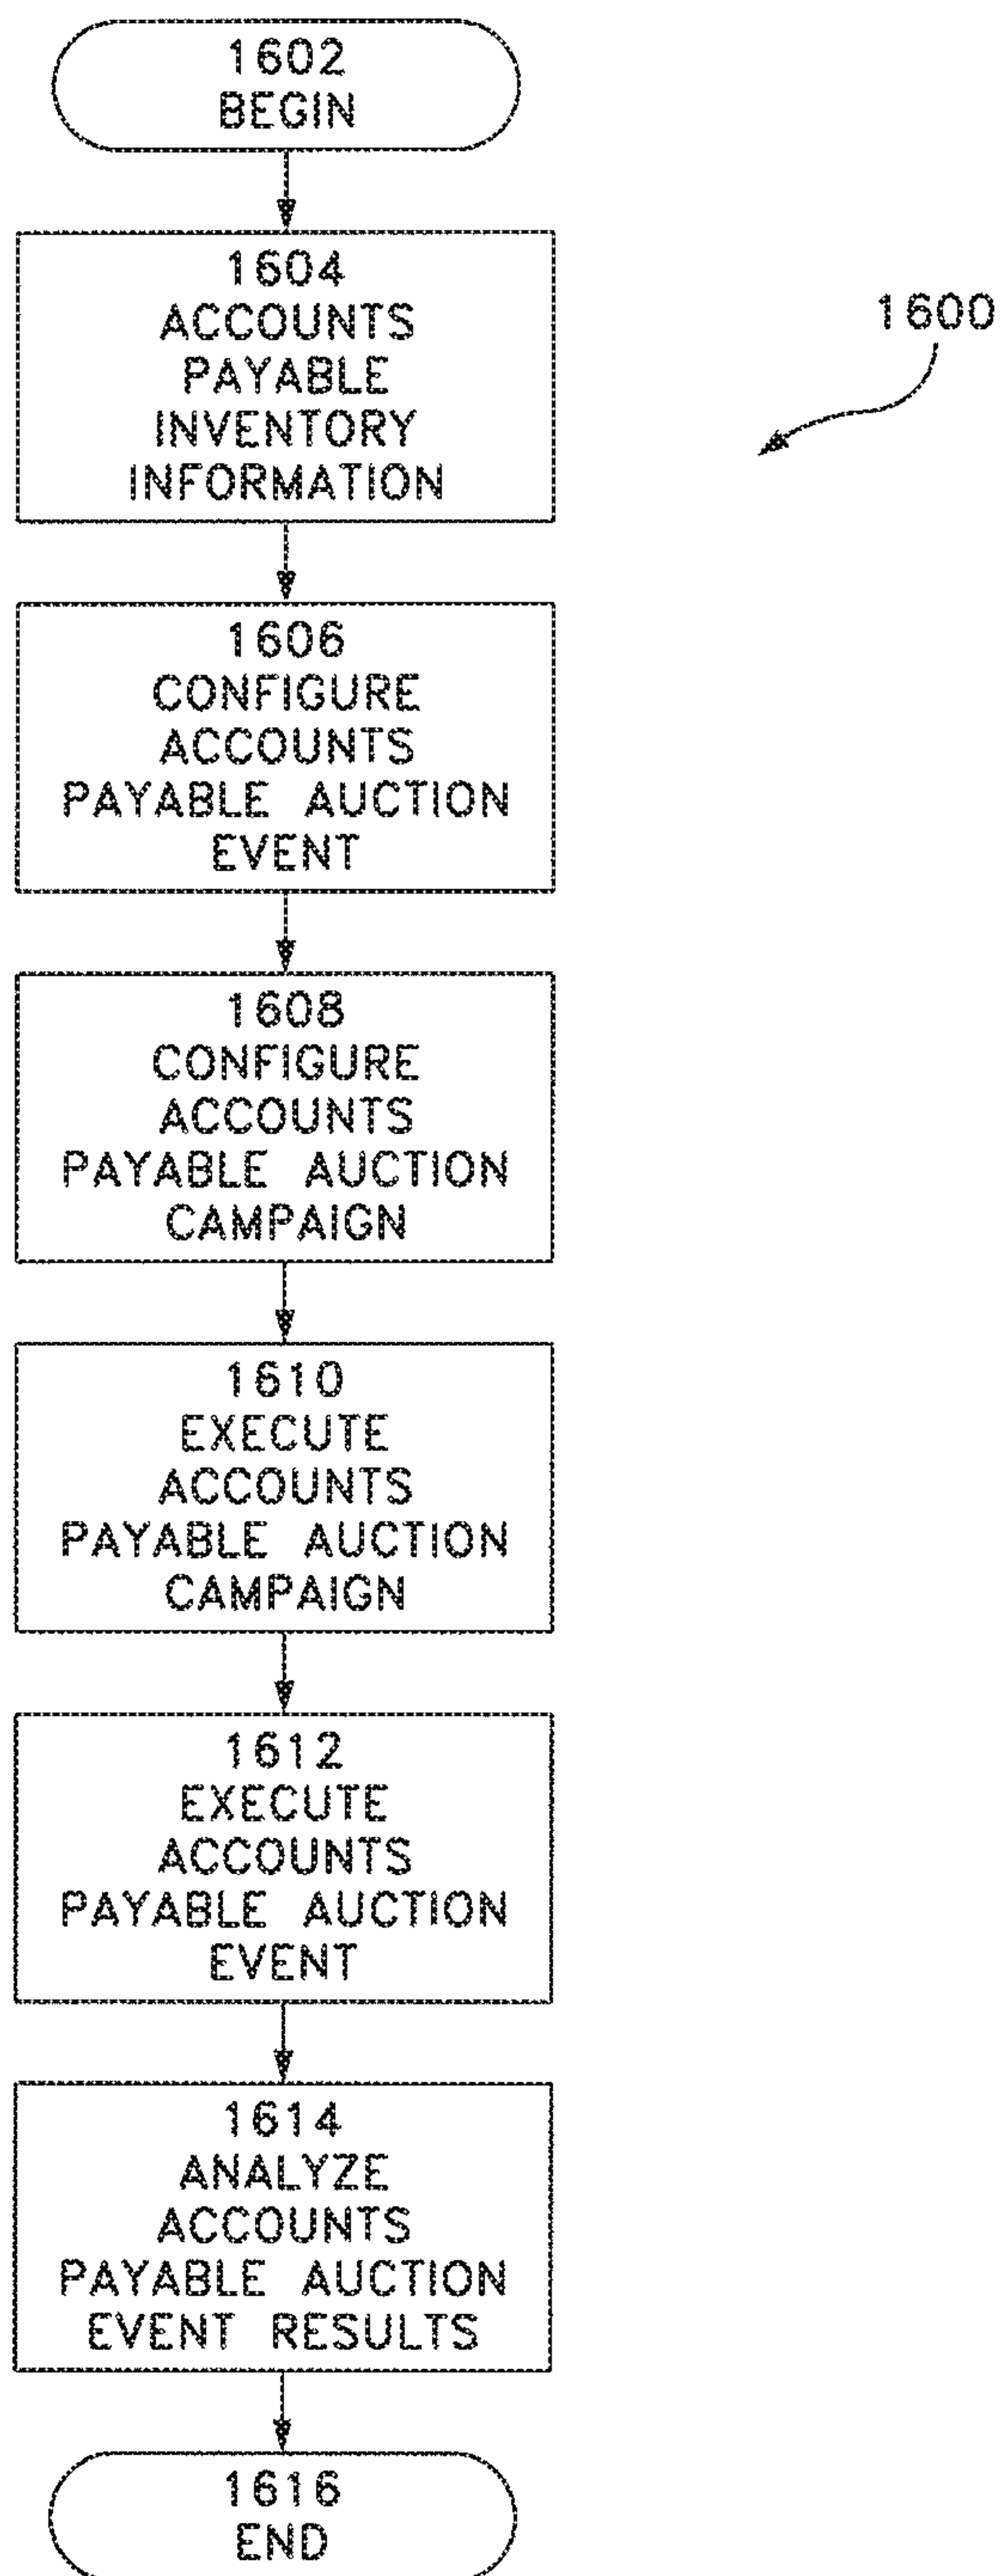 1602
BEGIN
1604
ACCOUNTS
PAYABLE
INVENTORY
INFORMATION
1600
1606
CONFIGURE
ACCOUNTS
PAYABLE AUCTION
EVENT
1608
CONFIGURE
ACCOUNTS
PAYABLE AUCTION
CAMPAIGN
1610
EXECUTE
ACCOUNTS
PAYABLE AUCTION
CAMPAIGN
1612
EXECUTE
ACCOUNTS
PAYABLE AUCTION
EVENT
1614
ANALYZE
ACCOUNTS
PAYABLE AUCTION
EVENT RESULTS
1616
END